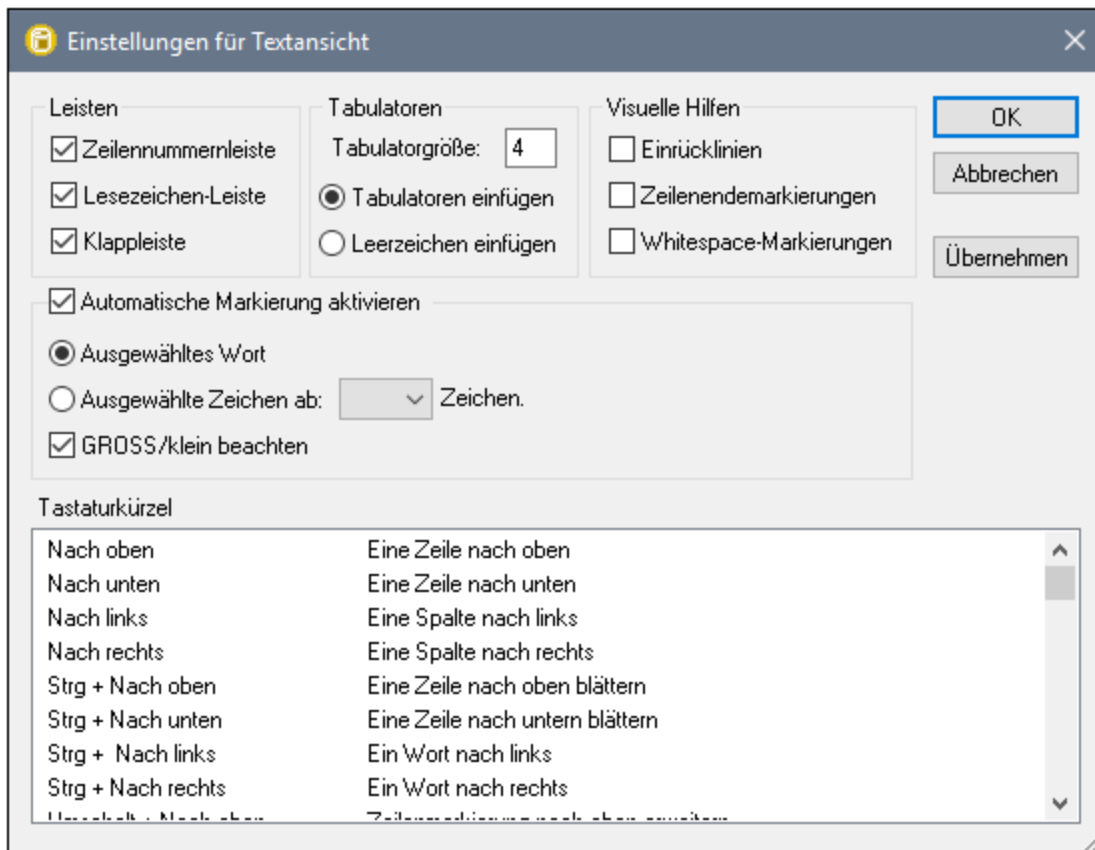 Einstellungen für Textansicht
Leisten
Zeilennummernleiste
Lesezeichen-Leiste
Klappleiste
Tabulatoren
Tabulatorgröße: 4
Tabulatoren einfügen
Leerzeichen einfügen
Visuelle Hilfen
Einrücklinien
Zeilenendemarkierungen
Whitespace-Markierungen
OK
Abbrechen
Übernehmen
Automatische Markierung aktivieren
Ausgewähltes Wort
Ausgewählte Zeichen ab: Zeichen.
GROSS/klein beachten
Tastaturkürzel
Nach oben Eine Zeile nach oben
Nach unten Eine Zeile nach unten
Nach links Eine Spalte nach links
Nach rechts Eine Spalte nach rechts
Strg + Nach oben Eine Zeile nach oben blättern
Strg + Nach unten Eine Zeile nach untern blättern
Strg + Nach links Ein Wort nach links
Strg + Nach rechts Ein Wort nach rechts